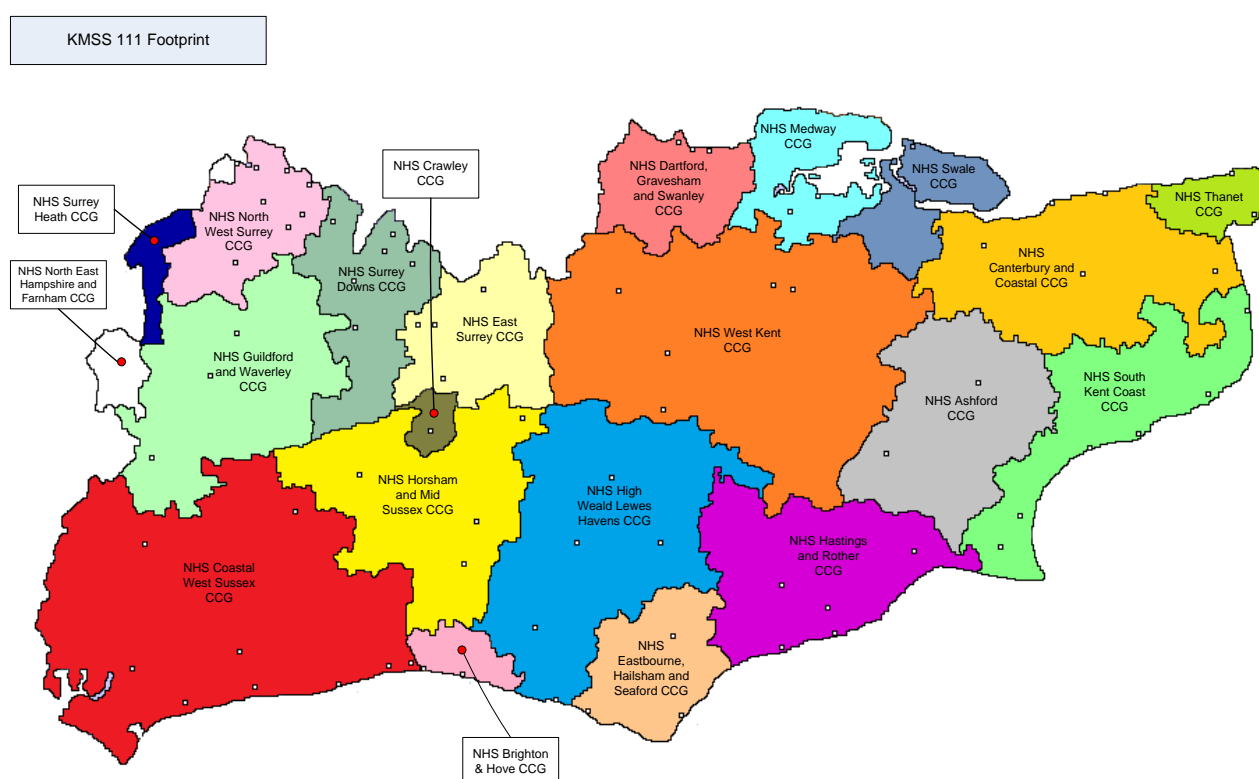 KMSS 111 Footprint
NHS Medway
CCG
NHS Crawley
CCG
NHS Dartford,
Gravesham
and Swanley
CCG
NHS Swale
CCG
NHS Surrey
Heath CCG
NHS North
West Surrey
CCG
NHS Thanet
CCG
NHS North East
Hampshire and
Farnham CCG
NHS Surrey
Downs CCG
NHS
Canterbury and
Coastal CCG
NHS East
Surrey CCG
NHS West Kent
CCG
NHS Guildford
and Waverley
CCG
NHS South
Kent Coast
CCG
NHS Ashford
CCG
NHS Horsham
and Mid
Sussex CCG
NHS High
Weald Lewes
Havens CCG
NHS Hastings
and Rother
CCG
NHS Coastal
West Sussex
CCG
NHS
Eastbourne,
Hailsham and
Seaford CCG
NHS Brighton
& Hove CCG